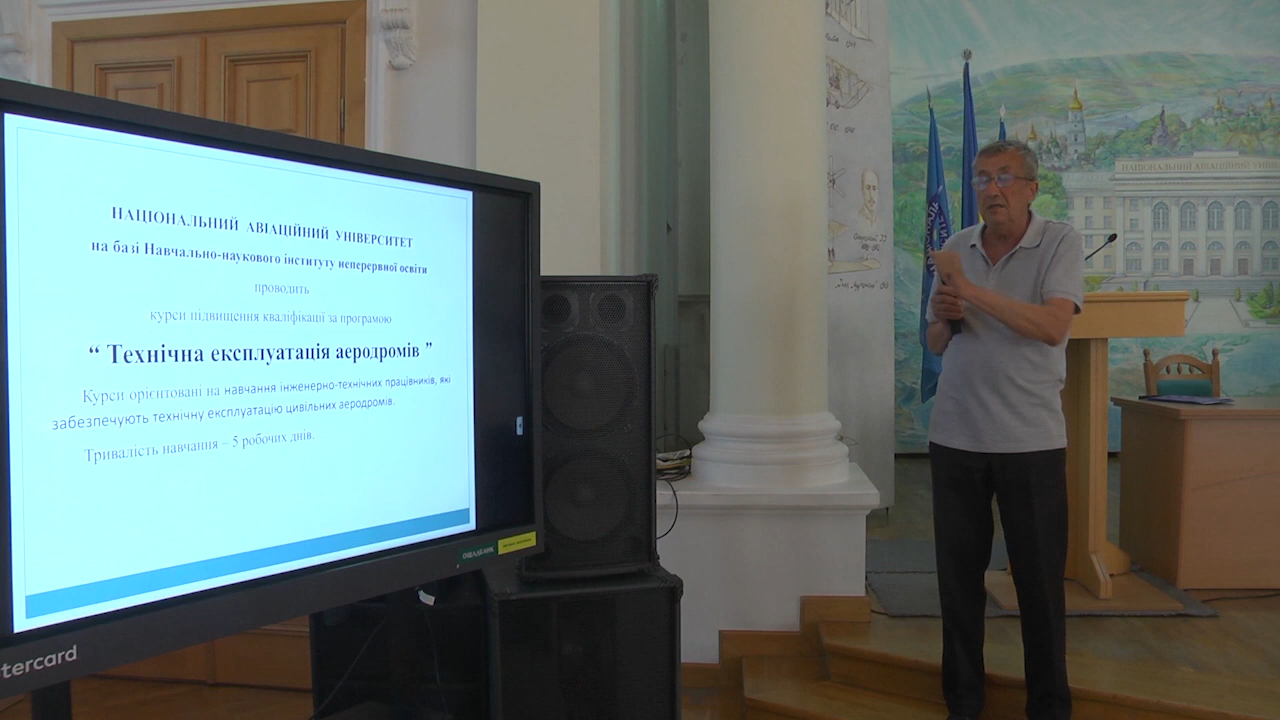 НАЦІОНАЛЬНИЙ АВІАЦІЙНИЙ УНІВЕРСИТЕТ
на базі Навчально-наукового інституту неперервної освіти
проводить
курси підвищення кваліфікації за програмою
“ Технічна експлуатація аеродромів ”
Курси орієнтовані на навчання інженерно-технічних працівників, які
забезпечують технічну експлуатацію цивільних аеродромів.
Тривалість навчання – 5 робочих днів.
ОЩАДБАНК
tercard
НАЦІОНАЛЬНИЙ АВІАЦІЙНИЙ УНІВЕ